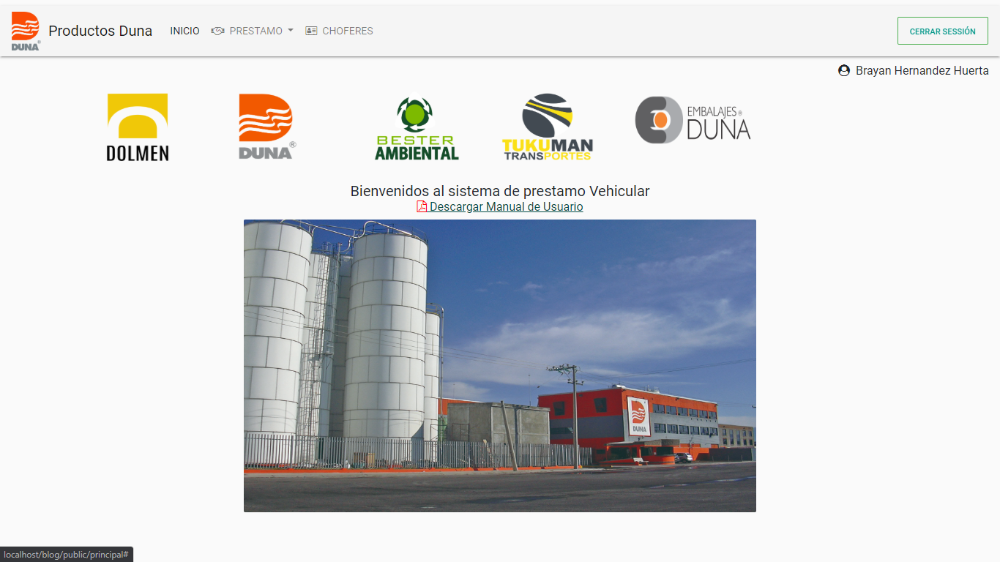 DUNA®
Productos Duna
INICIO
PRESTAMO
CHOFERES
CERRAR SESSIÓN
Brayan Hernandez Huerta
DOLMEN
DUNA®
BESTER
AMBIENTAL
TUKUMAN
TRANSPORTES
EMBALAJES®
DUNA
Bienvenidos al sistema de prestamo Vehicular
Descargar Manual de Usuario
DUNA
localhost/blog/public/principal#